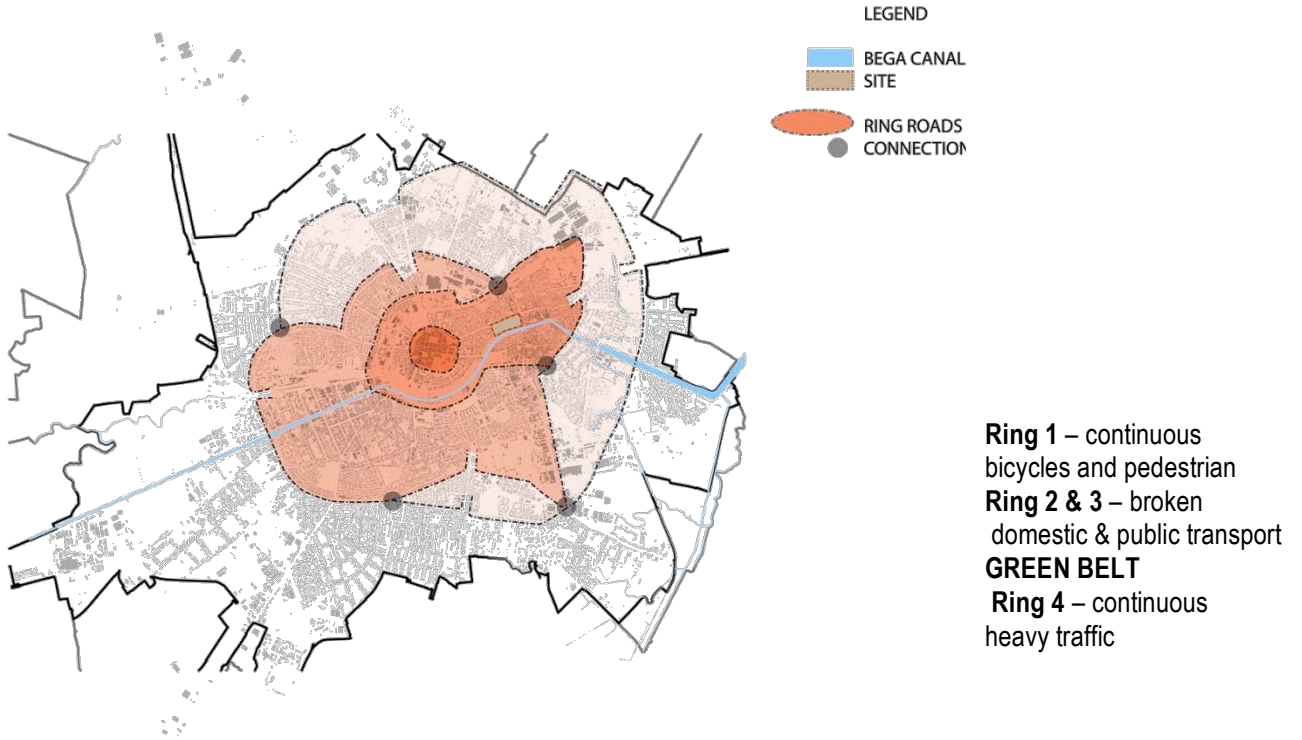 LEGEND
BEGA CANAL
SITE
RING ROADS
CONNECTION
Ring 1 – continuous
bicycles and pedestrian
Ring 2 & 3 – broken
domestic & public transport
GREEN BELT
Ring 4 – continuous
heavy traffic